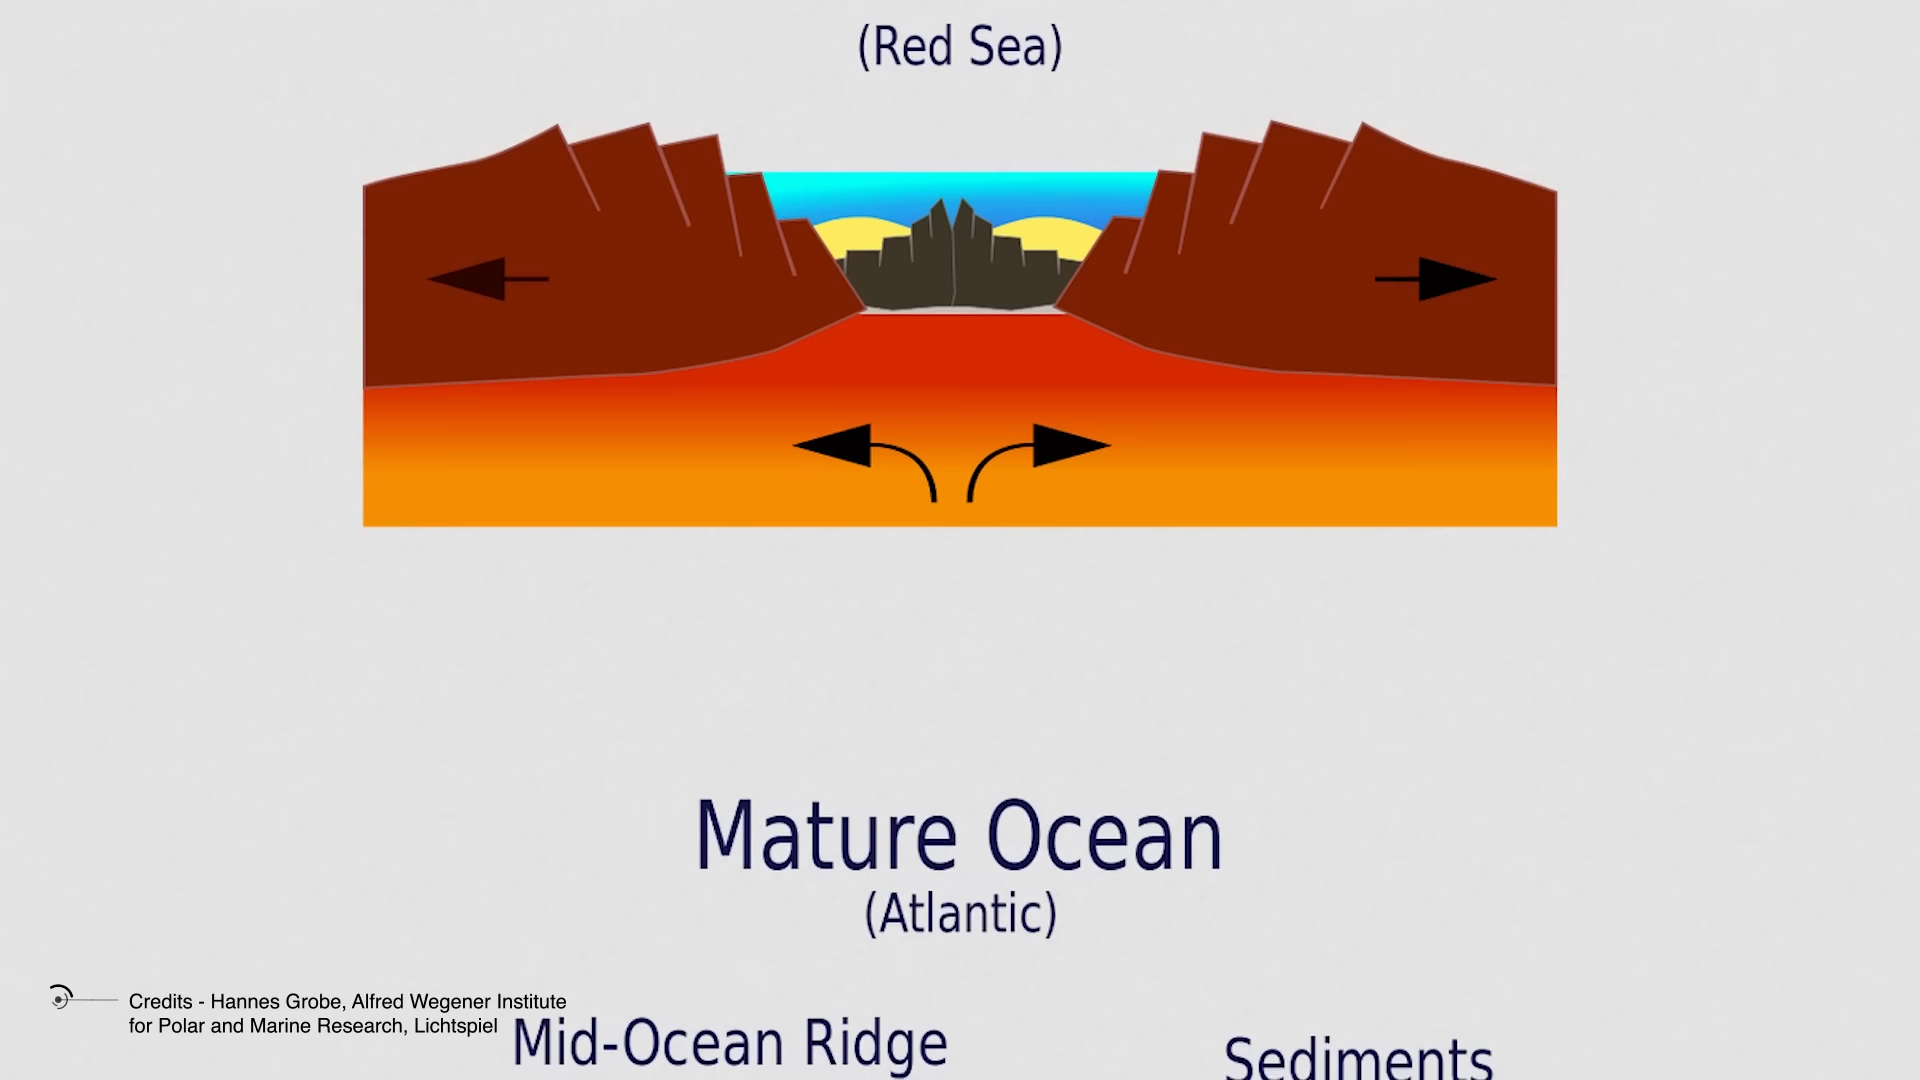 (Red Sea)
Mature Ocean
(Atlantic)
Credits - Hannes Grobe, Alfred Wegener Institute
for Polar and Marine Research, Lichtspiel
Mid-Ocean Ridge
Sediments